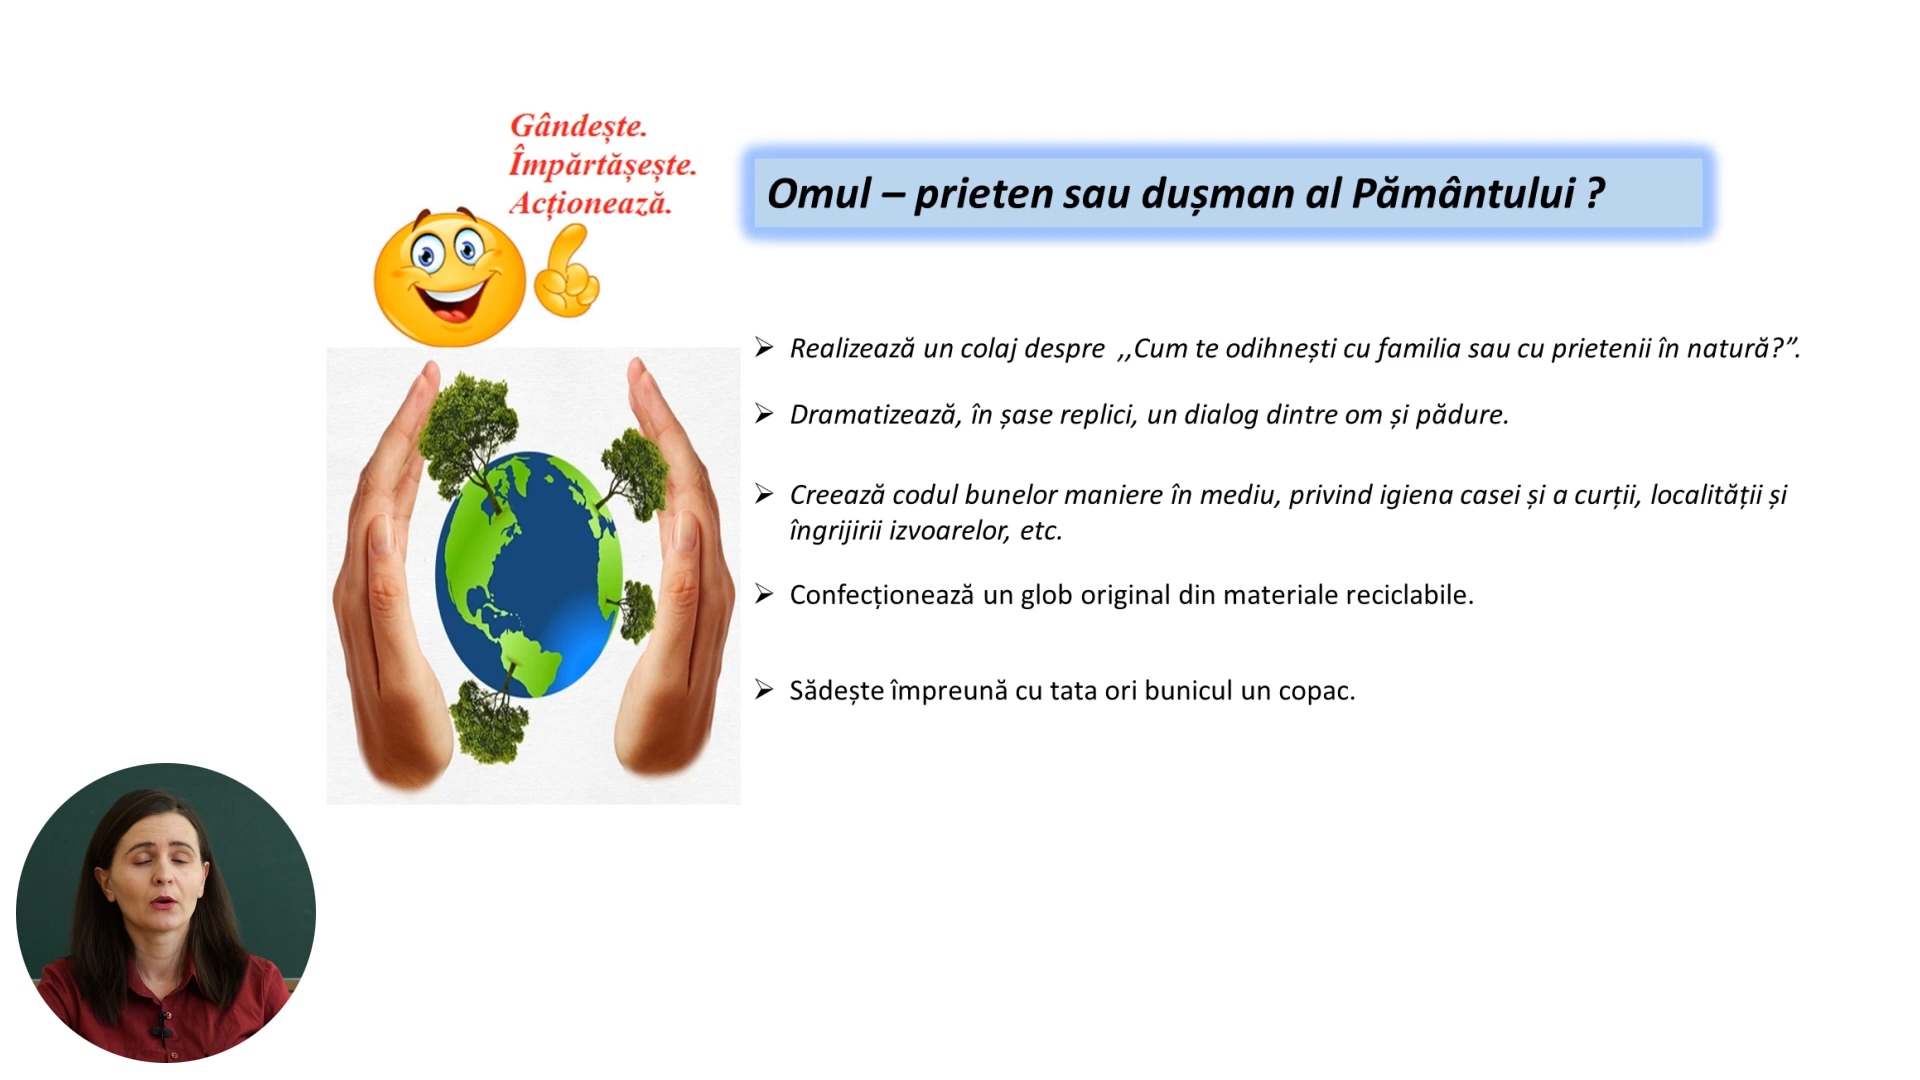 Gândește.
Împărtășește.
Acționează.
Omul – prieten sau dușman al Pământului ?
➢ Realizează un colaj despre ,,Cum te odihnești cu familia sau cu prietenii în natură?”.
➢ Dramatizează, în șase replici, un dialog dintre om și pădure.
➢ Creează codul bunelor maniere în mediu, privind igiena casei și a curții, localității și
îngrijirii izvoarelor, etc.
➢ Confecționează un glob original din materiale reciclabile.
➢ Sădește împreună cu tata ori bunicul un copac.